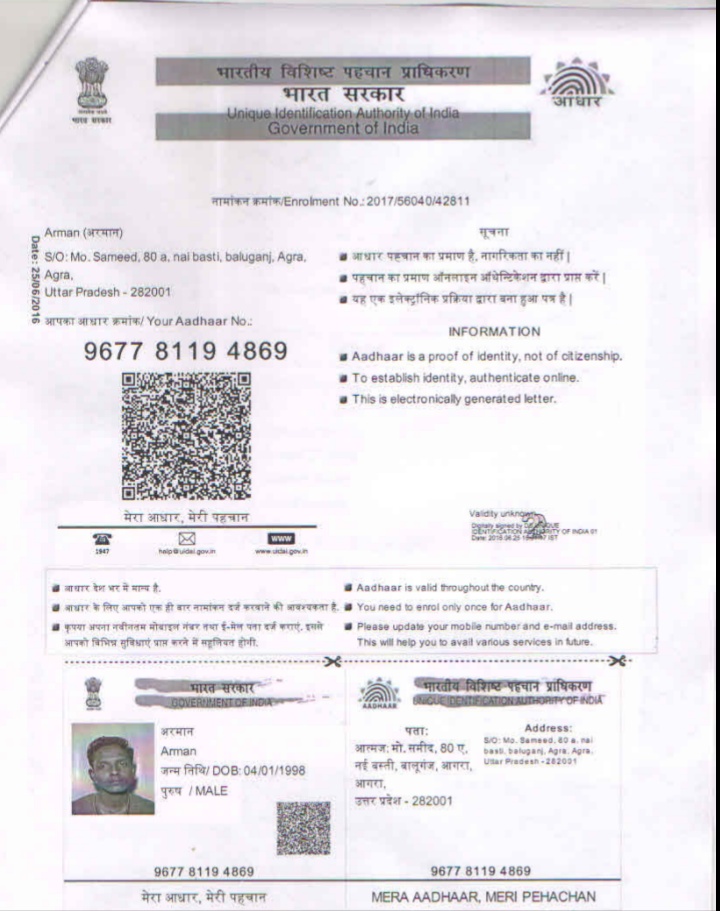 भारतीय विशिष्ट पहचान प्राधिकरण
भारत सरकार
Unique Identification Authority of India
Government of India
भारत सरकार
आधार
नामांकन क्रमांक/Enrolment No.: 2017/56040/42811
Date: 25/06/2016
Arman (अरमान)
S/O: Mo. Sameed, 80 a, nai basti, baluganj, Agra,
Agra,
Uttar Pradesh - 282001
आपका आधार क्रमांक/ Your Aadhaar No.:
9677 8119 4869
मेरा आधार, मेरी पहचान
1947
help@uidai.gov.in
www
www.uidai.gov.in
सूचना
आधार पहचान का प्रमाण है, नागरिकता का नहीं |
पहचान का प्रमाण ऑनलाइन ऑथेन्टिकेशन द्वारा प्राप्त करें |
यह एक इलेक्ट्रॉनिक प्रक्रिया द्वारा बना हुआ पत्र है |
INFORMATION
Aadhaar is a proof of identity, not of citizenship.
To establish identity, authenticate online.
This is electronically generated letter.
Validity unknown
Digitally signed by
IDENTIFICATION AUTHORITY OF INDIA 01
Date: 2016.06.25 IST
आधार देश भर में मान्य है.
आधार के लिए आपको एक ही बार नामांकन दर्ज करवाने की आवश्यकता है.
कृपया अपना नवीनतम मोबाइल नंबर तथा ई-मेल पता दर्ज कराएं. इससे
आपको विभिन्न सुविधाएं प्राप्त करने में सहूलियत होगी.
Aadhaar is valid throughout the country.
You need to enrol only once for Aadhaar.
Please update your mobile number and e-mail address.
This will help you to avail various services in future.
भारत सरकार
GOVERNMENT OF INDIA
अरमान
Arman
जन्म तिथि/ DOB: 04/01/1998
पुरुष / MALE
9677 8119 4869
मेरा आधार, मेरी पहचान
AADHAAR
भारतीय विशिष्ट पहचान प्राधिकरण
UNIQUE IDENTIFICATION AUTHORITY OF INDIA
पता:
आत्मज: मो. समीद, 80 ए,
नई बस्ती, बालूगंज, आगरा,
आगरा,
उत्तर प्रदेश - 282001
Address:
S/O: Mo. Sameed, 80 a, nai
basti, baluganj, Agra, Agra,
Uttar Pradesh - 282001
9677 8119 4869
MERA AADHAAR, MERI PEHACHAN